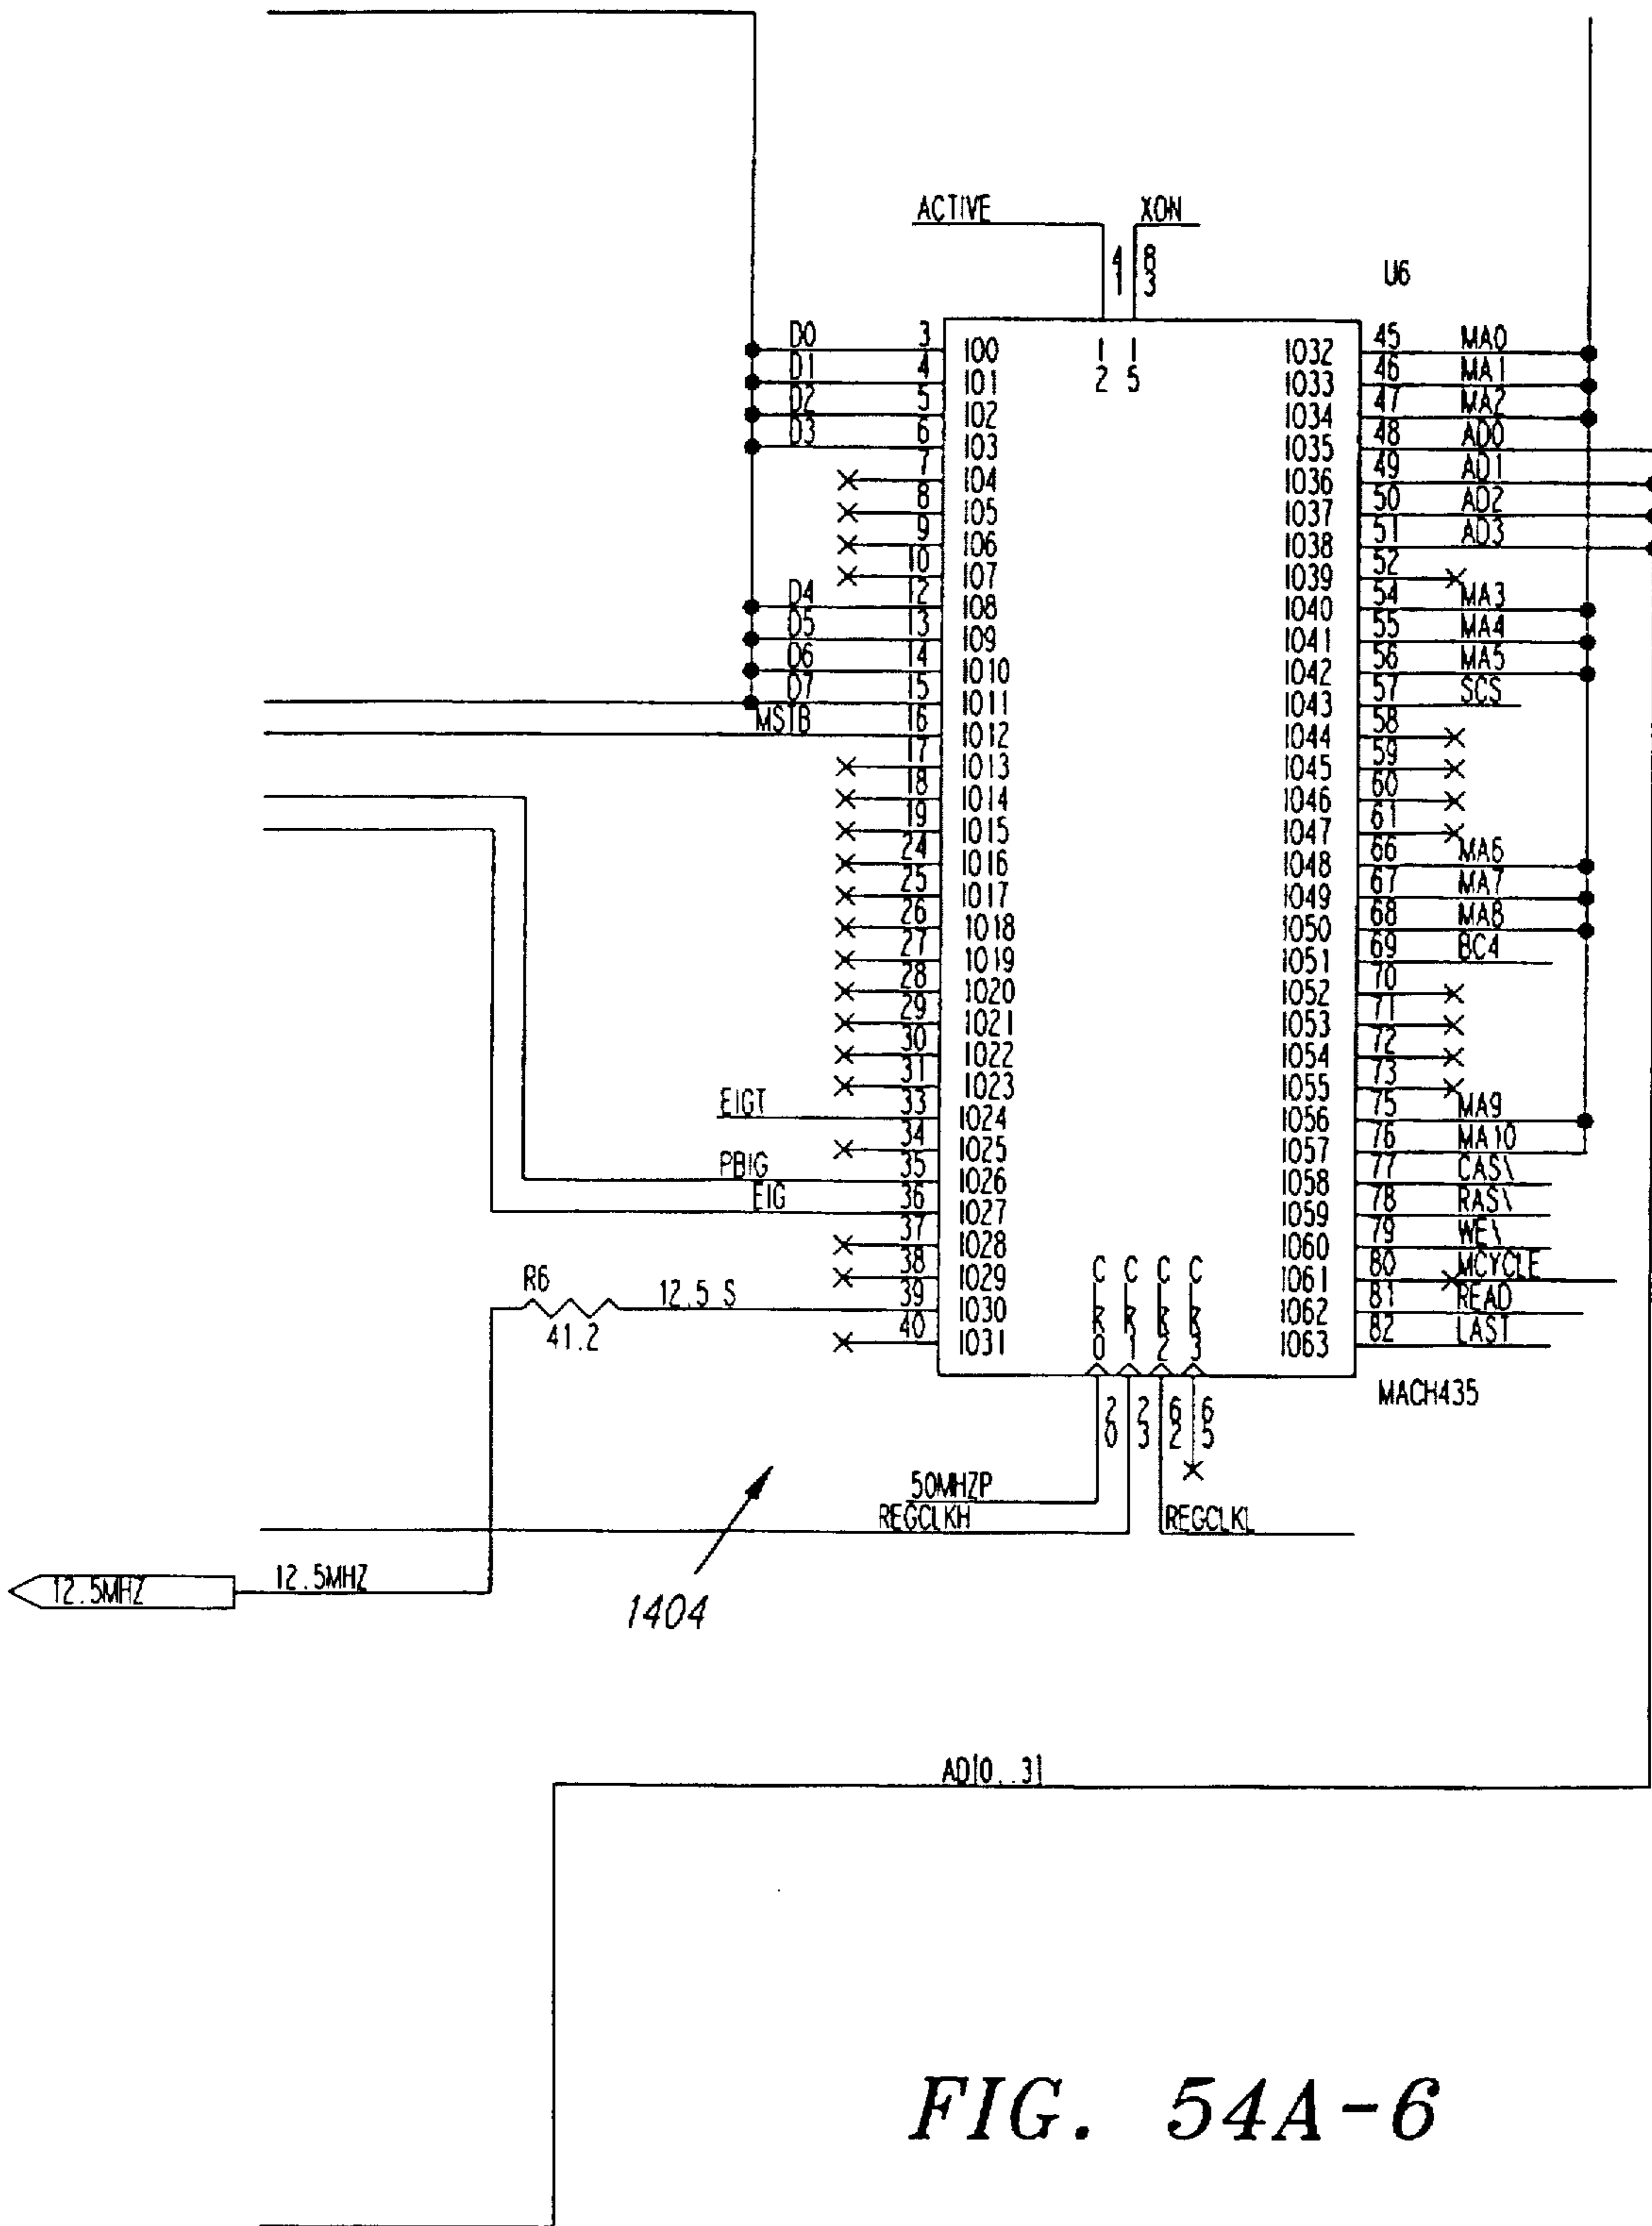 ACTIVE XON
41 83
U6
I2 I5
D0 3 IO0 IO32 45 MA0
D1 4 IO1 IO33 46 MA1
D2 5 IO2 IO34 47 MA2
D3 6 IO3 IO35 48 AD0
7 IO4 IO36 49 AD1
8 IO5 IO37 50 AD2
9 IO6 IO38 51 AD3
10 IO7 IO39 52
D4 12 IO8 IO40 54 MA3
D5 13 IO9 IO41 55 MA4
D6 14 IO10 IO42 56 MA5
D7 15 IO11 IO43 57 SCS
MSTB 16 IO12 IO44 58
17 IO13 IO45 59
18 IO14 IO46 60
19 IO15 IO47 61
24 IO16 IO48 66 MA6
25 IO17 IO49 67 MA7
26 IO18 IO50 68 MA8
27 IO19 IO51 69 BC4
28 IO20 IO52 70
29 IO21 IO53 71
30 IO22 IO54 72
31 IO23 IO55 73
EIGT 33 IO24 IO56 75 MA9
34 IO25 IO57 76 MA10
PBIG 35 IO26 IO58 77 CAS\
EIG 36 IO27 IO59 78 RAS\
37 IO28 IO60 79 WE\
38 IO29 IO61 80 MCYCLE
R6 12.5 S 39 IO30 IO62 81 READ
41.2 40 IO31 IO63 82 LAST
CLK0 CLK1 CLK2 CLK3
MACH435
20 23 62 65
50MHZP
REGCLKH REGCLKL
12.5MHZ 12.5MHZ
1404
AD[0..3]
FIG. 54A-6